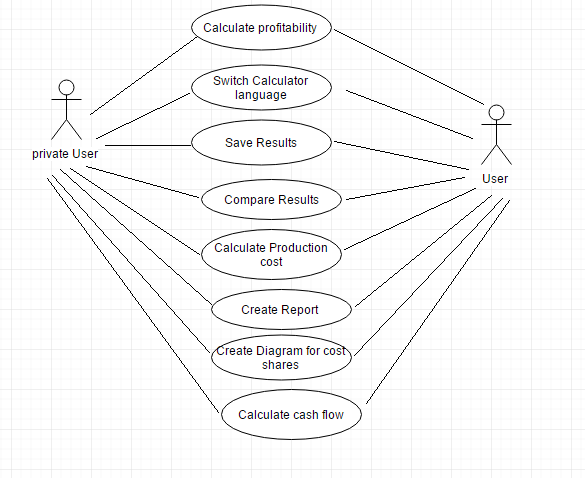 Calculate profitability
Switch Calculator
language
private User
Save Results
User
Compare Results
Calculate Production
cost
Create Report
Create Diagram for cost
shares
Calculate cash flow